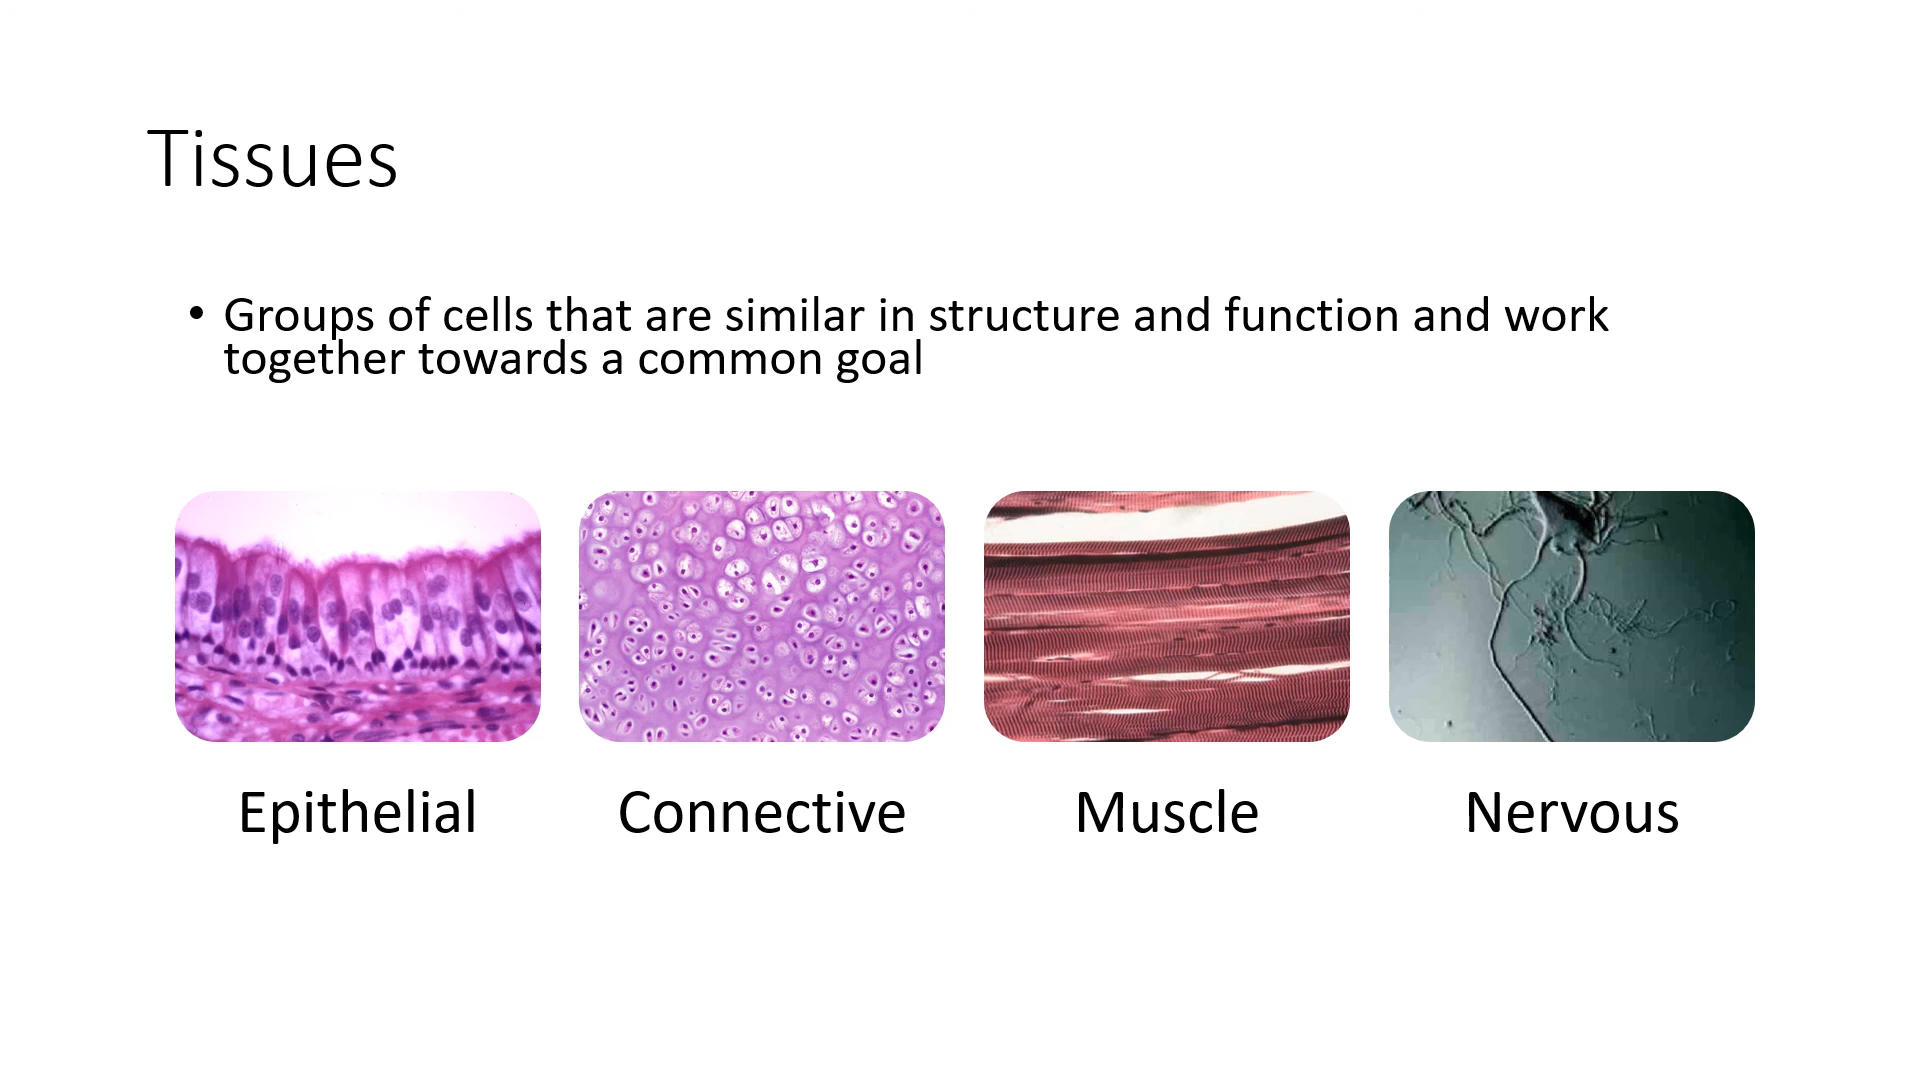 Tissues
• Groups of cells that are similar in structure and function and work
together towards a common goal
Epithelial
Connective
Muscle
Nervous